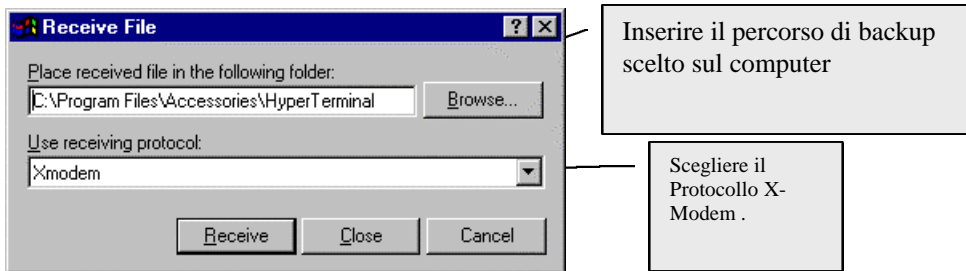 Receive File
Place received file in the following folder:
C:\Program Files\Accessories\HyperTerminal
Browse...
Use receiving protocol:
Xmodem
Receive
Close
Cancel
Inserire il percorso di backup
scelto sul computer
Scegliere il
Protocollo X-
Modem .